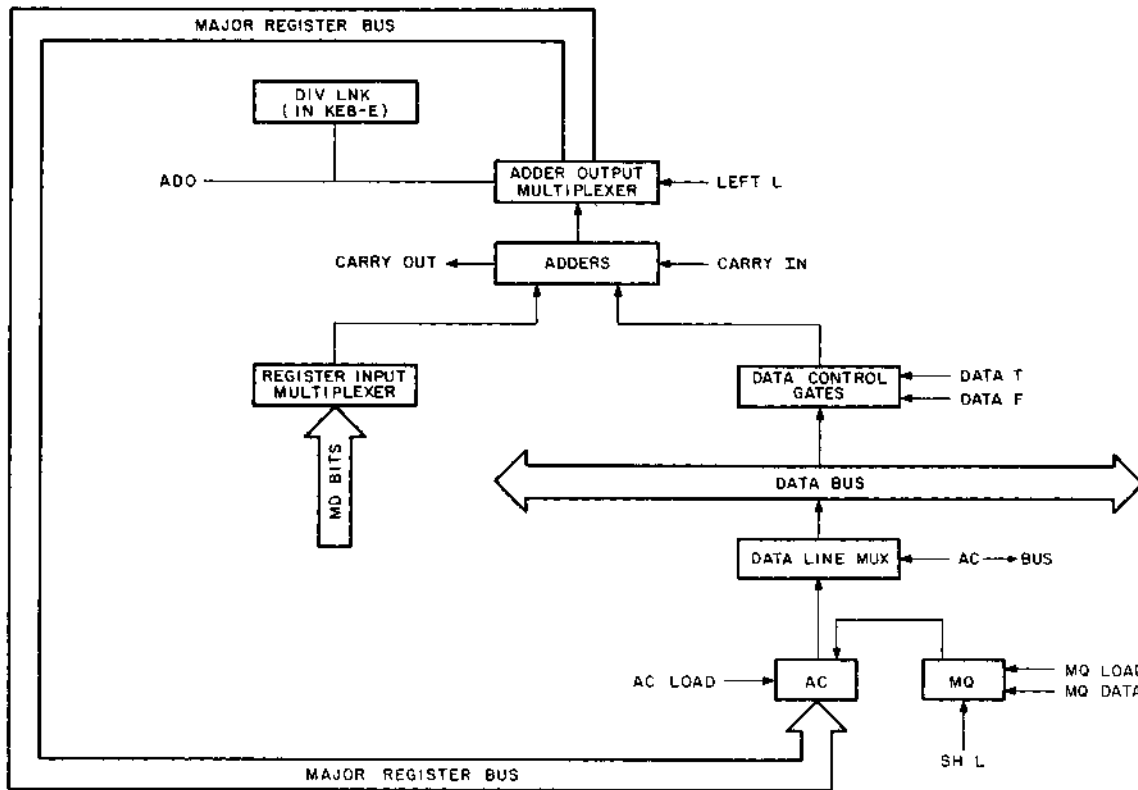 MAJOR REGISTER BUS
DIV LNK
(IN KE8-E)
ADO
ADDER OUTPUT
MULTIPLEXER
LEFT L
CARRY OUT
ADDERS
CARRY IN
REGISTER INPUT
MULTIPLEXER
DATA CONTROL
GATES
DATA T
DATA F
MD BITS
DATA BUS
DATA LINE MUX
AC → BUS
AC LOAD
AC
MQ
MQ LOAD
MQ DATA
SH L
MAJOR REGISTER BUS